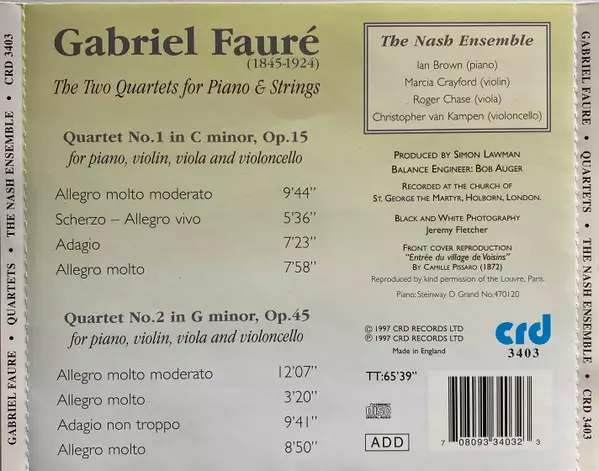 GABRIEL FAURE • QUARTETS • THE NASH ENSEMBLE • CRD 3403
Gabriel Fauré
(1845-1924)
The Two Quartets for Piano & Strings
Quartet No.1 in C minor, Op.15
for piano, violin, viola and violoncello
Allegro molto moderato 9'44"
Scherzo – Allegro vivo 5'36"
Adagio 7'23"
Allegro molto 7'58"
Quartet No.2 in G minor, Op.45
for piano, violin, viola and violoncello
Allegro molto moderato 12'07"
Allegro molto 3'20"
Adagio non troppo 9'41"
Allegro molto 8'50"
The Nash Ensemble
Ian Brown (piano)
Marcia Crayford (violin)
Roger Chase (viola)
Christopher van Kampen (violoncello)
PRODUCED BY SIMON LAWMAN
BALANCE ENGINEER: BOB AUGER
RECORDED AT THE CHURCH OF
ST. GEORGE THE MARTYR, HOLBORN, LONDON.
BLACK AND WHITE PHOTOGRAPHY
Jeremy Fletcher
FRONT COVER REPRODUCTION
"Entrée du village de Voisins"
BY CAMILLE PISSARO (1872)
Reproduced by kind permission of the Louvre, Paris.
Piano: Steinway D Grand No.470120
© 1997 CRD RECORDS LTD
℗ 1997 CRD RECORDS LTD
Made in England
crd
3403
TT:65'39"
COMPACT
disc
DIGITAL AUDIO
ADD
7 08093 34032 3
GABRIEL FAURE • QUARTETS • THE NASH ENSEMBLE • CRD 3403